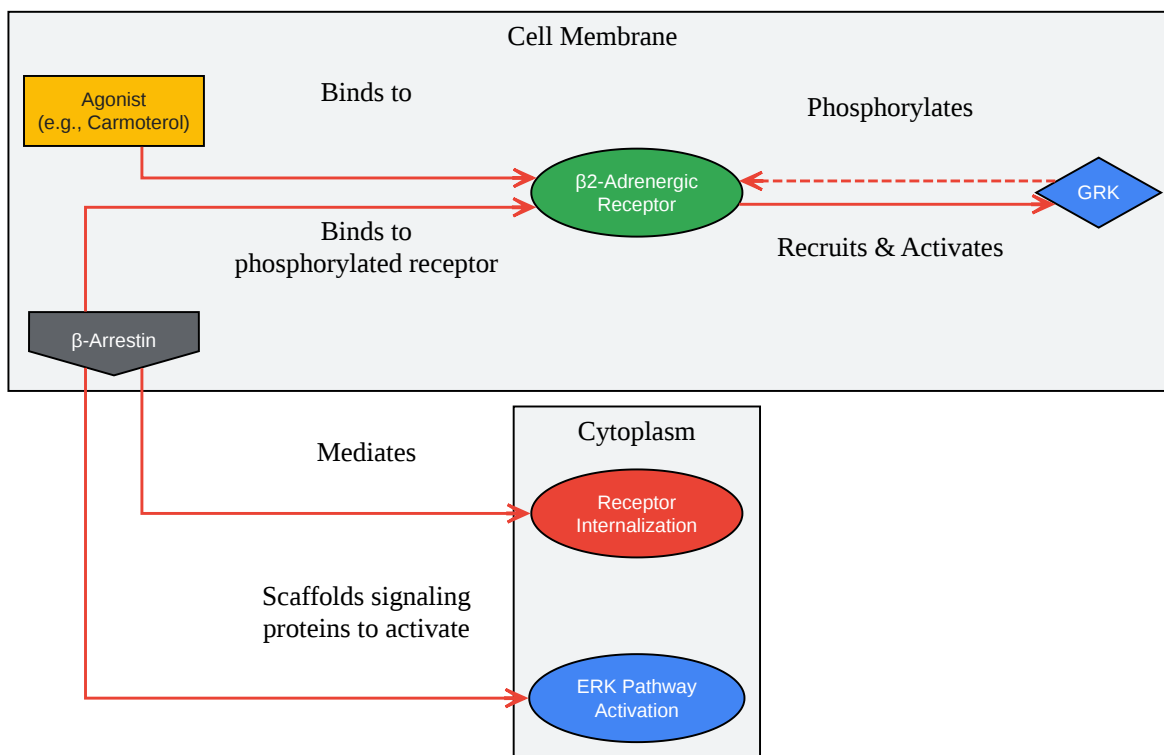 Cell Membrane
Agonist
(e.g., Carmoterol)
Binds to
Phosphorylates
β2-Adrenergic
Receptor
GRK
Binds to
phosphorylated receptor
Recruits & Activates
β-Arrestin
Cytoplasm
Mediates
Receptor
Internalization
Scaffolds signaling
proteins to activate
ERK Pathway
Activation